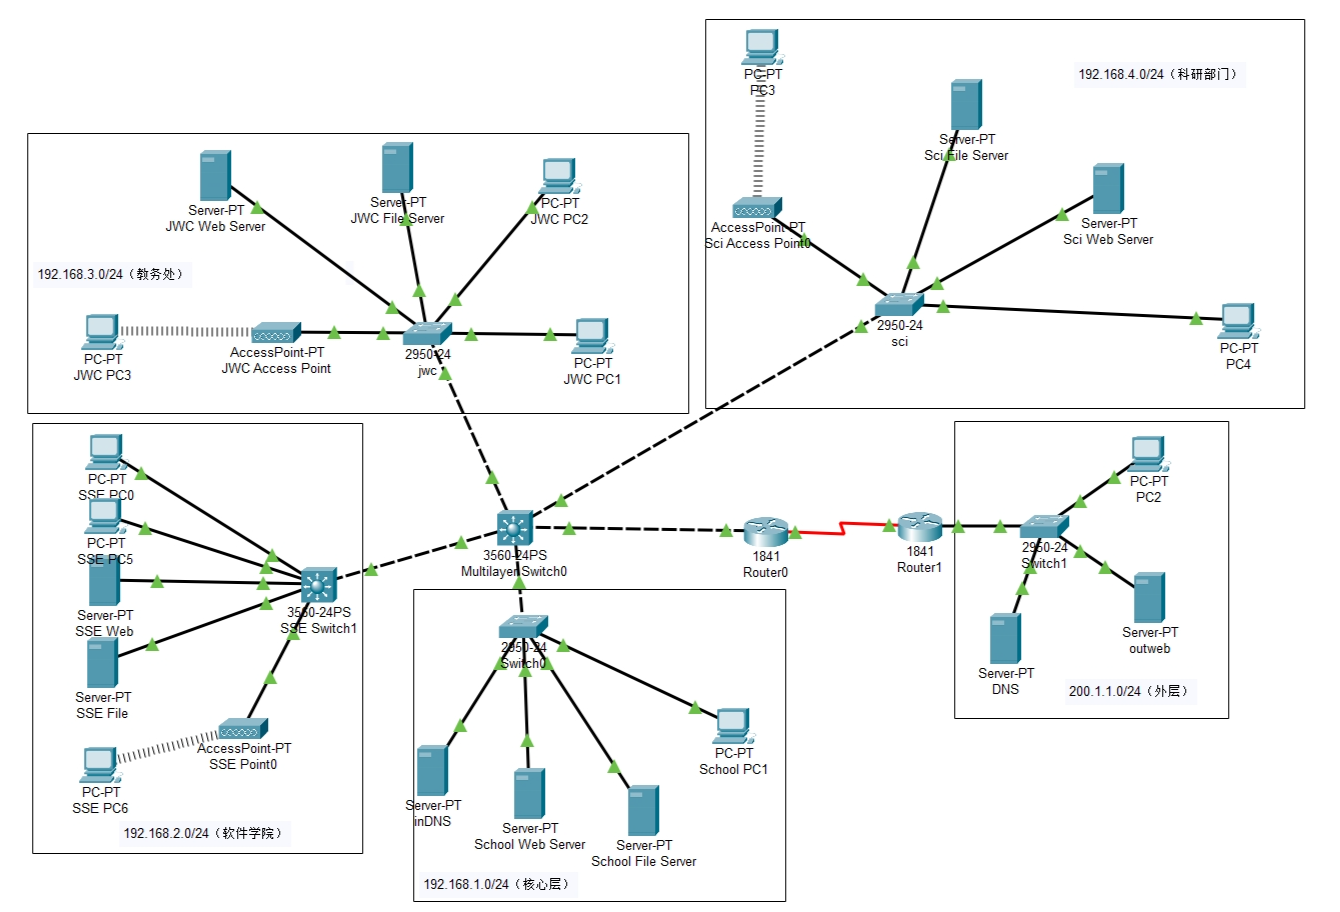 PC-PT
PC3
192.168.4.0/24（科研部门）
Server-PT
Sci File Server
Server-PT
Sci Web Server
AccessPoint-PT
Sci Access Point0
2950-24
sci
PC-PT
PC4
Server-PT
JWC Web Server
Server-PT
JWC File Server
PC-PT
JWC PC2
192.168.3.0/24（教务处）
PC-PT
JWC PC3
AccessPoint-PT
JWC Access Point
2950-24
jwc
PC-PT
JWC PC1
PC-PT
SSE PC0
PC-PT
SSE PC5
Server-PT
SSE Web
Server-PT
SSE File
3560-24PS
SSE Switch1
AccessPoint-PT
SSE Point0
PC-PT
SSE PC6
192.168.2.0/24（软件学院）
3560-24PS
Multilayer Switch0
1841
Router0
1841
Router1
2950-24
Switch1
PC-PT
PC2
Server-PT
outweb
Server-PT
DNS
200.1.1.0/24（外层）
2950-24
Switch0
PC-PT
School PC1
Server-PT
inDNS
Server-PT
School Web Server
Server-PT
School File Server
192.168.1.0/24（核心层）